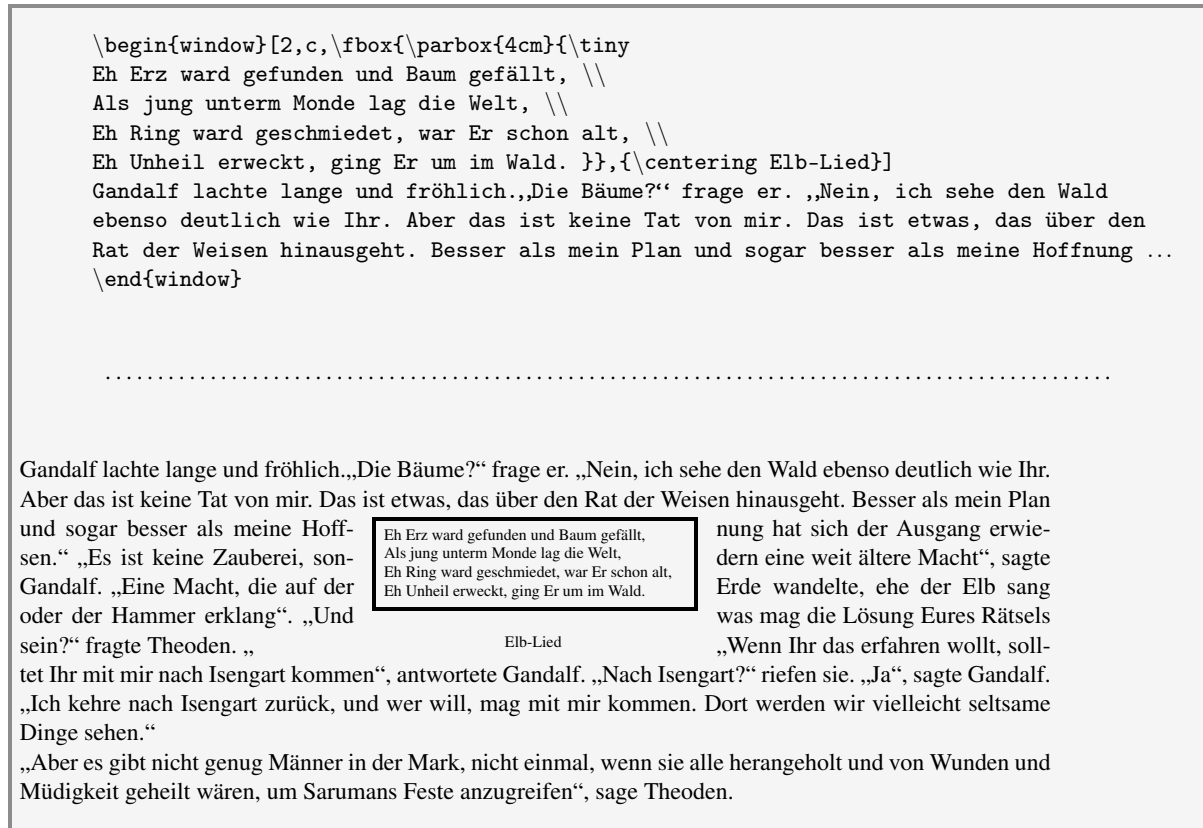 \begin{window}[2,c,\fbox{\parbox{4cm}{\tiny
Eh Erz ward gefunden und Baum gefällt, \\
Als jung unterm Monde lag die Welt, \\
Eh Ring ward geschmiedet, war Er schon alt, \\
Eh Unheil erweckt, ging Er um im Wald. }},{\centering Elb-Lied}]
Gandalf lachte lange und fröhlich.„Die Bäume?“ frage er. „Nein, ich sehe den Wald
ebenso deutlich wie Ihr. Aber das ist keine Tat von mir. Das ist etwas, das über den
Rat der Weisen hinausgeht. Besser als mein Plan und sogar besser als meine Hoffnung ...
\end{window}
Gandalf lachte lange und fröhlich.„Die Bäume?“ frage er. „Nein, ich sehe den Wald ebenso deutlich wie Ihr.
Aber das ist keine Tat von mir. Das ist etwas, das über den Rat der Weisen hinausgeht. Besser als mein Plan
und sogar besser als meine Hoff- nung hat sich der Ausgang erwie-
sen.“ „Es ist keine Zauberei, son- dern eine weit ältere Macht“, sagte
Gandalf. „Eine Macht, die auf der Erde wandelte, ehe der Elb sang
oder der Hammer erklang“. „Und was mag die Lösung Eures Rätsels
sein?“ fragte Theoden. „ „Wenn Ihr das erfahren wollt, soll-
Eh Erz ward gefunden und Baum gefällt,
Als jung unterm Monde lag die Welt,
Eh Ring ward geschmiedet, war Er schon alt,
Eh Unheil erweckt, ging Er um im Wald.
Elb-Lied
tet Ihr mit mir nach Isengart kommen“, antwortete Gandalf. „Nach Isengart?“ riefen sie. „Ja“, sagte Gandalf.
„Ich kehre nach Isengart zurück, und wer will, mag mit mir kommen. Dort werden wir vielleicht seltsame
Dinge sehen.“
„Aber es gibt nicht genug Männer in der Mark, nicht einmal, wenn sie alle herangeholt und von Wunden und
Müdigkeit geheilt wären, um Sarumans Feste anzugreifen“, sage Theoden.